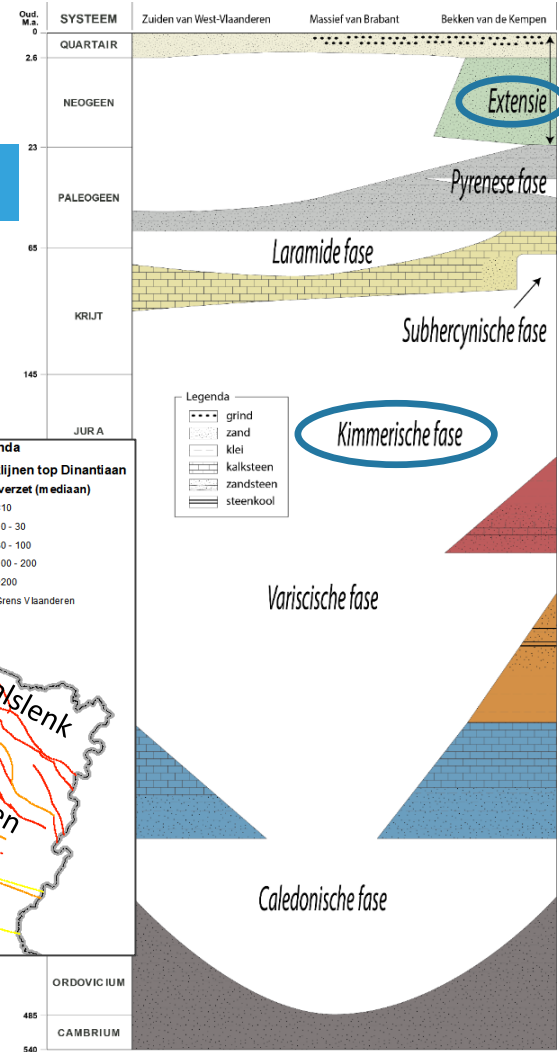 Oud.
M.a.
SYSTEEM
Zuiden van West-Vlaanderen
Massief van Brabant
Bekken van de Kempen
0
QUARTAIR
2.6
NEOGEEN
Extensie
23
PALEOGEEN
Pyrenese fase
65
Laramide fase
KRIJT
Subhercynische fase
145
JURA
Kimmerische fase
Legenda
grind
zand
klei
kalksteen
zandsteen
steenkool
nda
lijnen top Dinantiaan
verzet (mediaan)
10
0 - 30
0 - 100
00 - 200
200
Grens Vlaanderen
Variscische fase
lslenk
en
Caledonische fase
ORDOVICIUM
485
CAMBRIUM
540